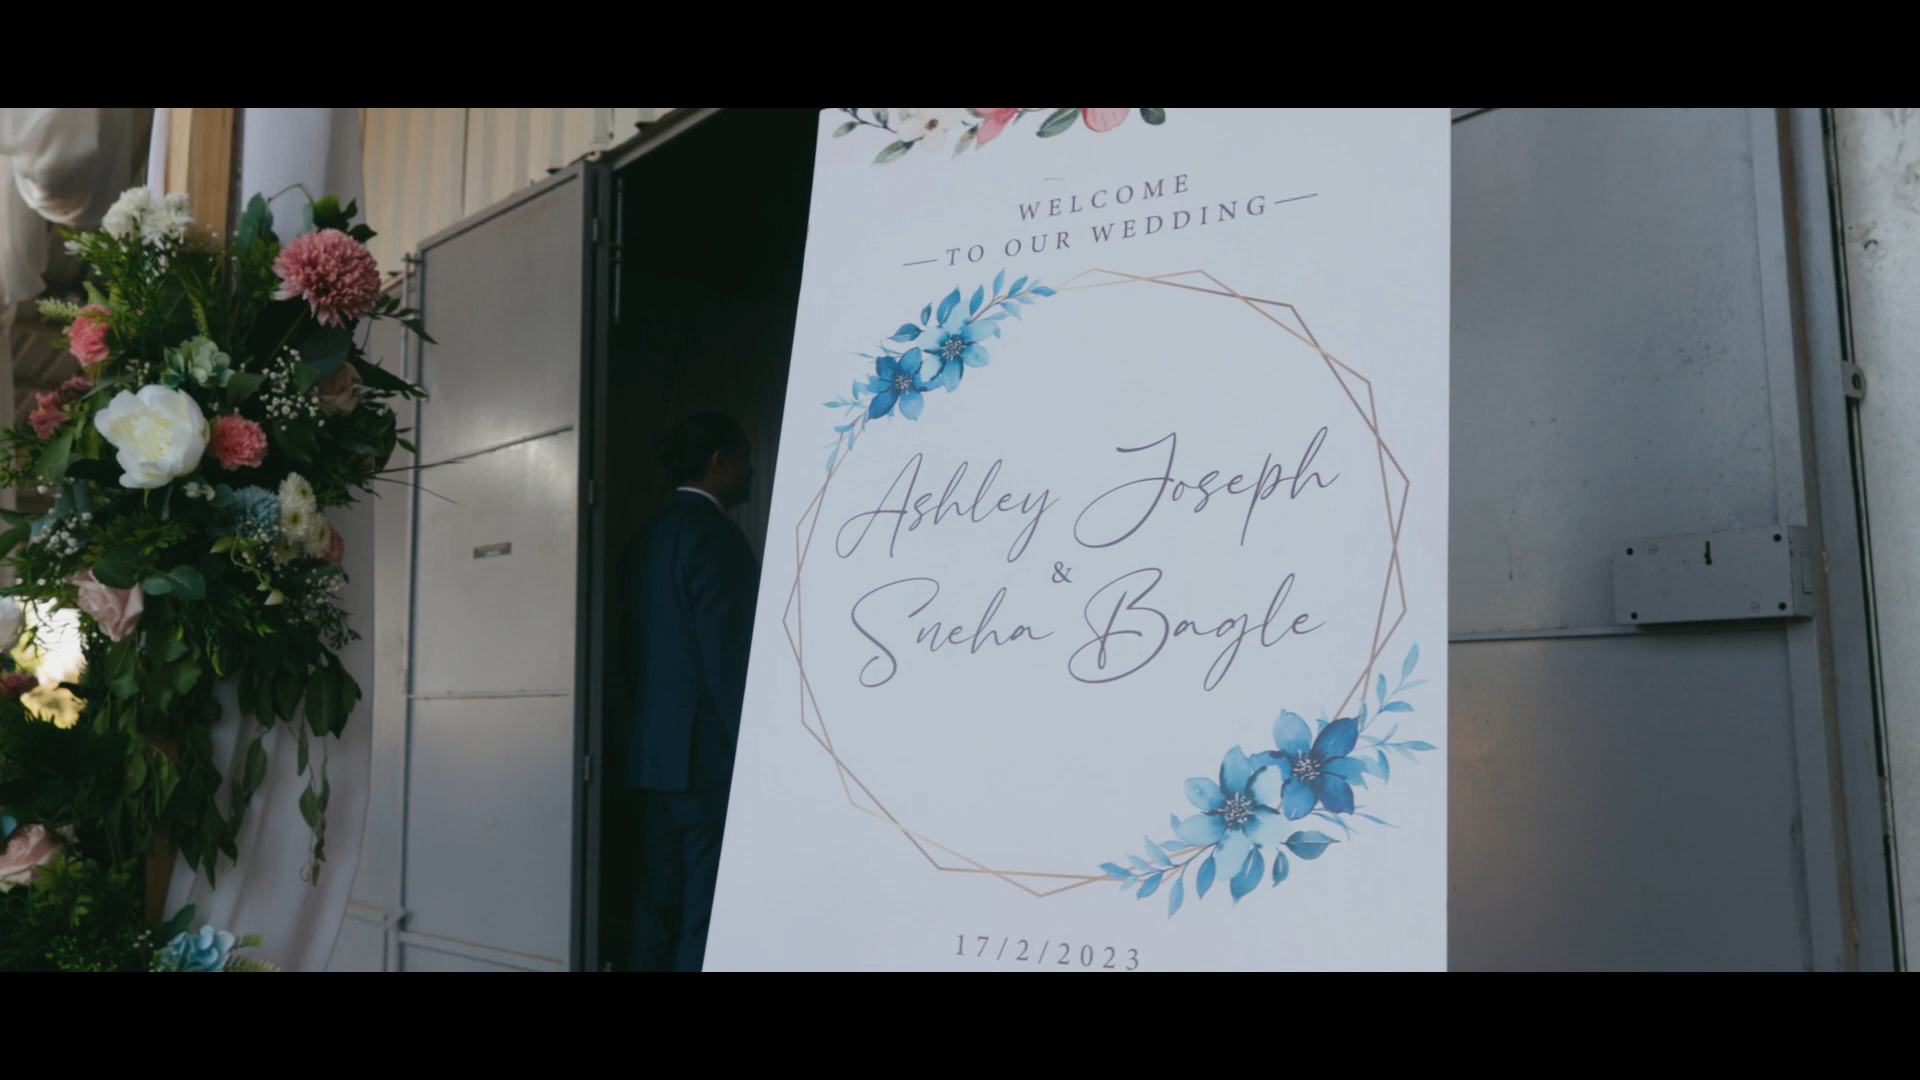 WELCOME
—TO OUR WEDDING—
Ashley Joseph
&
Sneha Bagle
17/2/2023